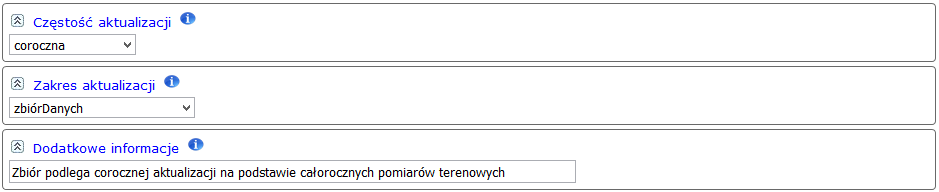 Częstość aktualizacji
coroczna
Zakres aktualizacji
zbiórDanych
Dodatkowe informacje
Zbiór podlega corocznej aktualizacji na podstawie całorocznych pomiarów terenowych